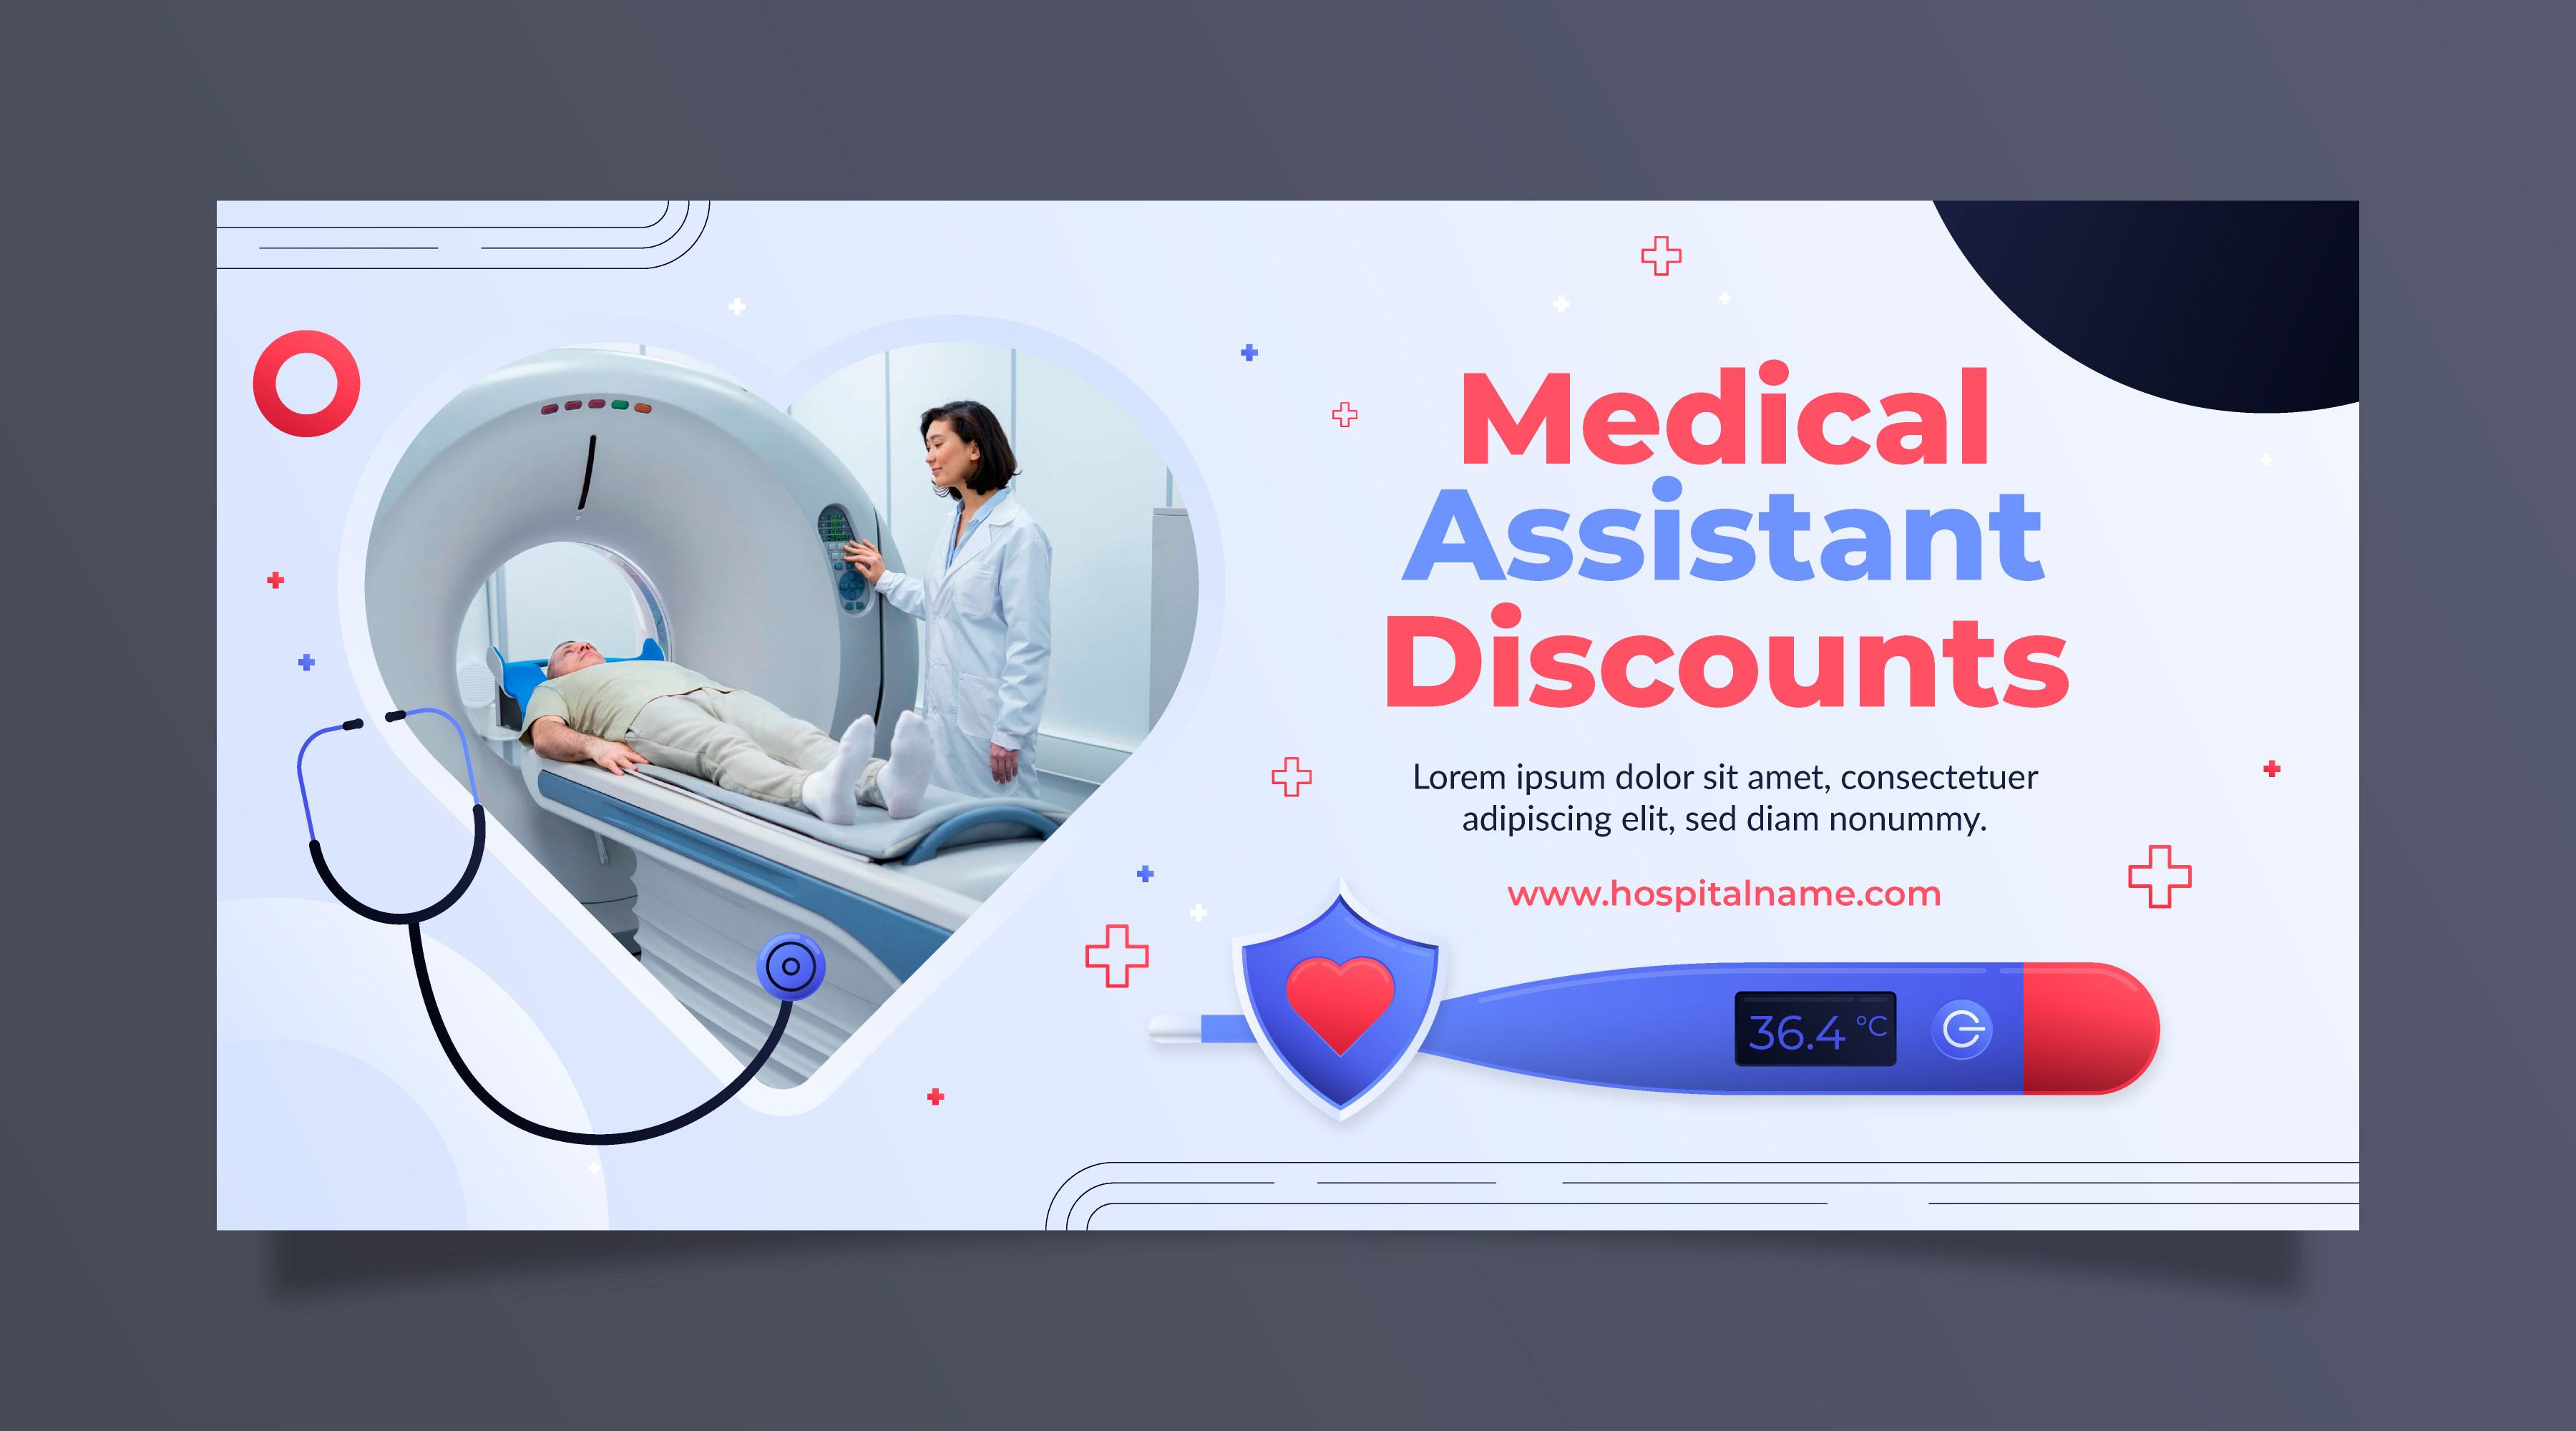 Medical
Assistant
Discounts
Lorem ipsum dolor sit amet, consectetuer
adipiscing elit, sed diam nonummy.
www.hospitalname.com
36.4 °C